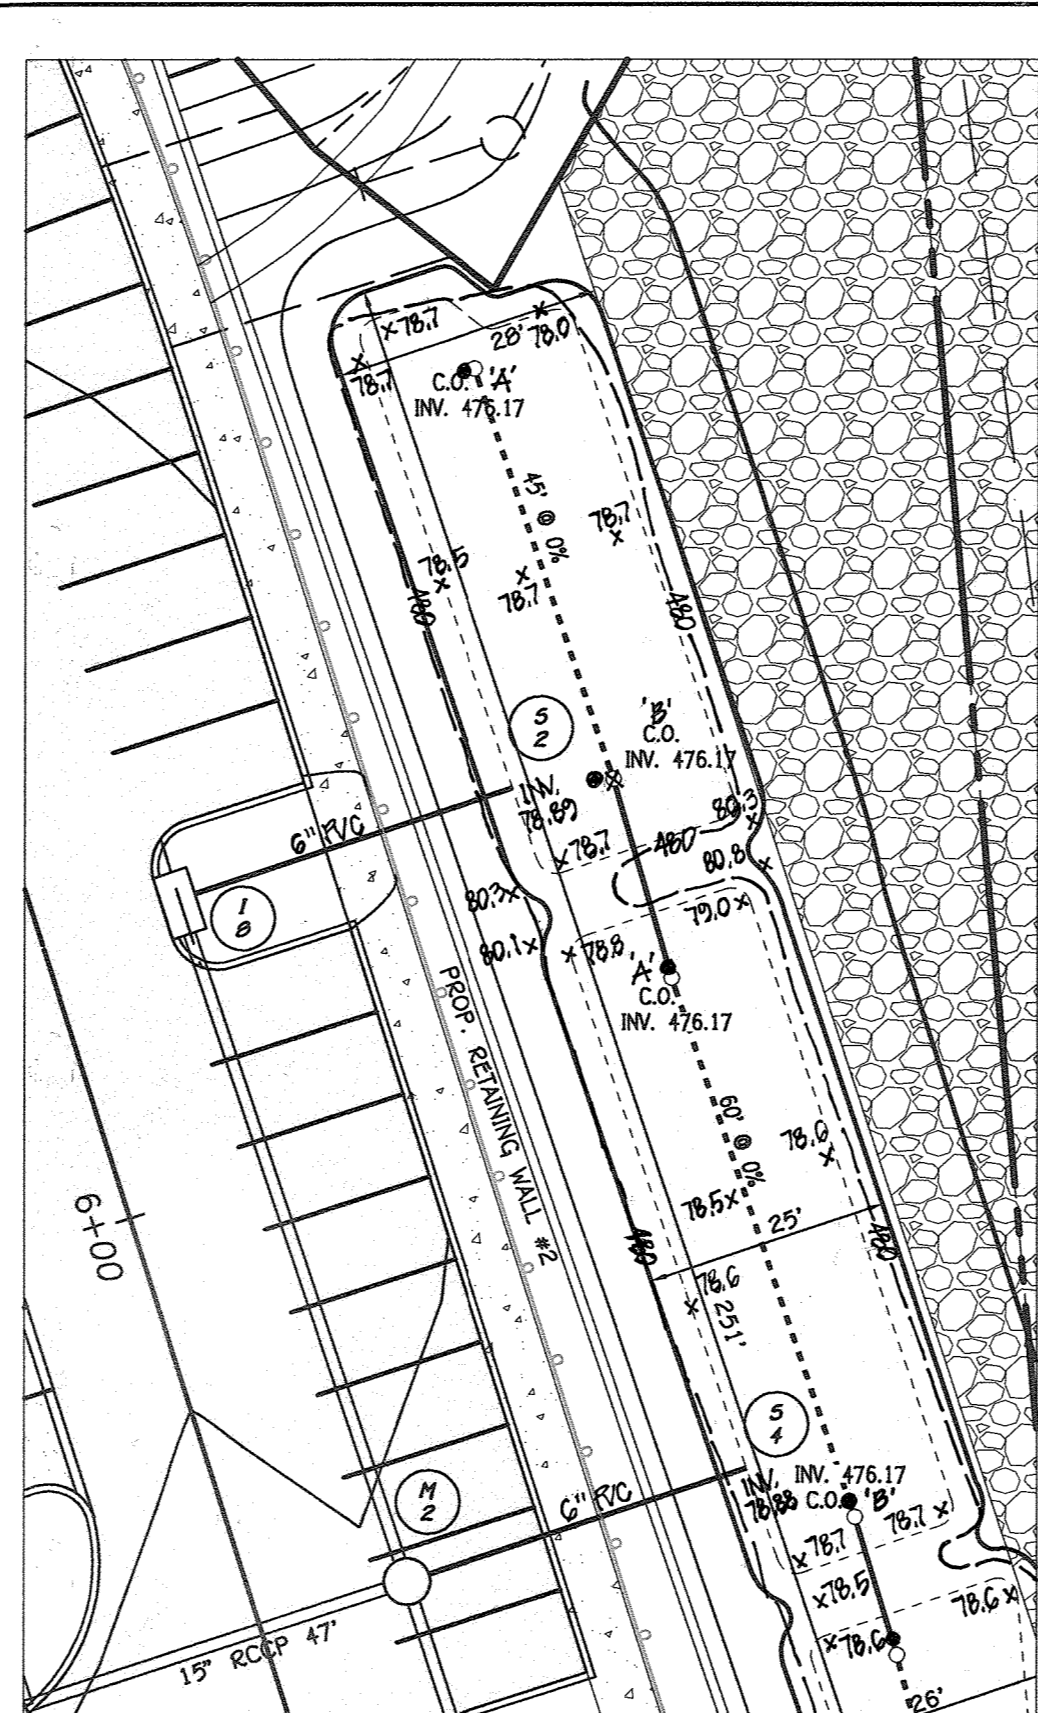 78.7
28'
78.0
78.7
C.O. 'A'
INV. 476.17
45' @ 0%
78.7
78.5
78.7
480
480
S
2
'B'
C.O.
INV. 476.17
INV.
78.89
80.3
6" PVC
78.7
480
80.8
I
8
80.3
79.0
80.1
78.8
'A'
C.O.
INV. 476.17
PROP. RETAINING WALL #2
60' @ 0%
78.6
78.5
6+00
25'
480
480
78.6
251'
S
4
M
2
6" PVC
INV.
78.88
INV. 476.17
C.O. 'B'
78.7
78.7
78.5
78.6
78.6
15" RCCP 47'
26'